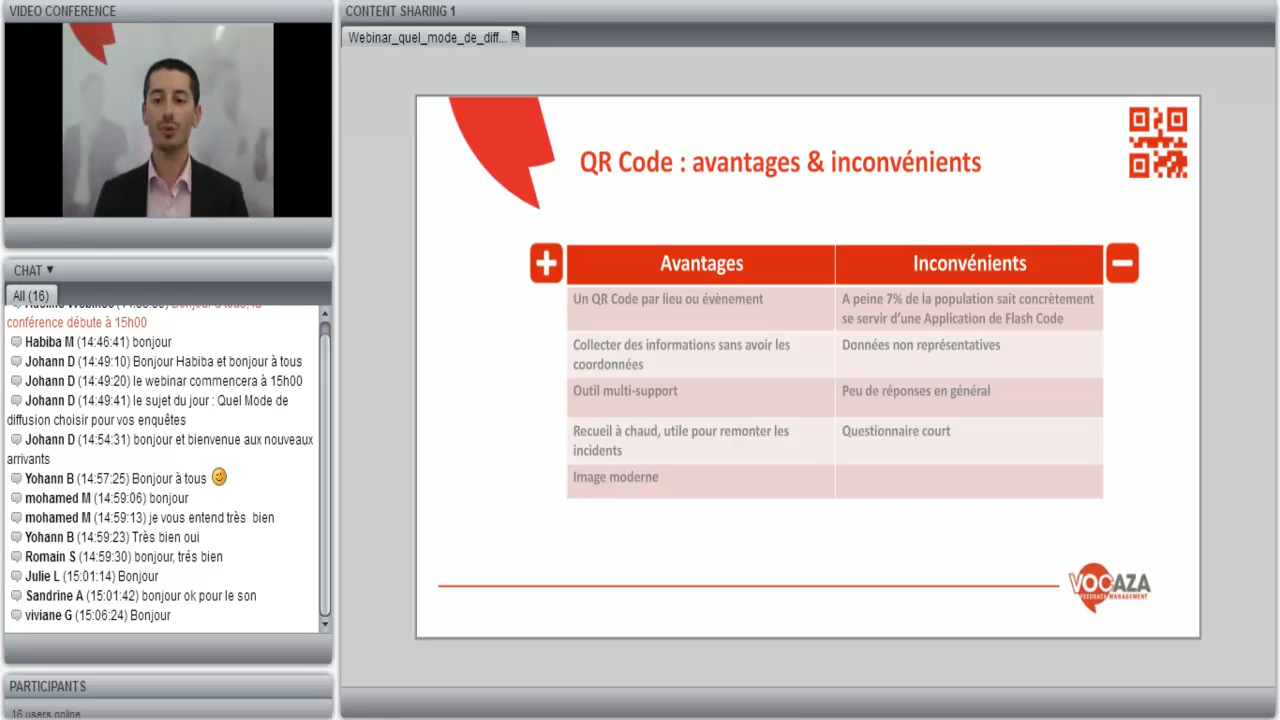 VIDEO CONFERENCE
CHAT
All (16)
conférence débute à 15h00
Habiba M (14:46:41) bonjour
Johann D (14:49:10) Bonjour Habiba et bonjour à tous
Johann D (14:49:20) le webinar commencera à 15h00
Johann D (14:49:41) le sujet du jour : Quel Mode de
diffusion choisir pour vos enquêtes
Johann D (14:54:31) bonjour et bienvenue aux nouveaux
arrivants
Yohann B (14:57:25) Bonjour à tous
mohamed M (14:59:06) bonjour
mohamed M (14:59:13) je vous entend très bien
Yohann B (14:59:23) Très bien oui
Romain S (14:59:30) bonjour, trés bien
Julie L (15:01:14) Bonjour
Sandrine A (15:01:42) bonjour ok pour le son
viviane G (15:06:24) Bonjour
PARTICIPANTS
16 users online
CONTENT SHARING 1
Webinar_quel_mode_de_diff...
QR Code : avantages & inconvénients
Avantages
Inconvénients
Un QR Code par lieu ou évènement
A peine 7% de la population sait concrètement
se servir d'une Application de Flash Code
Collecter des informations sans avoir les
coordonnées
Données non représentatives
Outil multi-support
Peu de réponses en général
Recueil à chaud, utile pour remonter les
incidents
Questionnaire court
Image moderne
VOCAZA
FEEDBACK MANAGEMENT